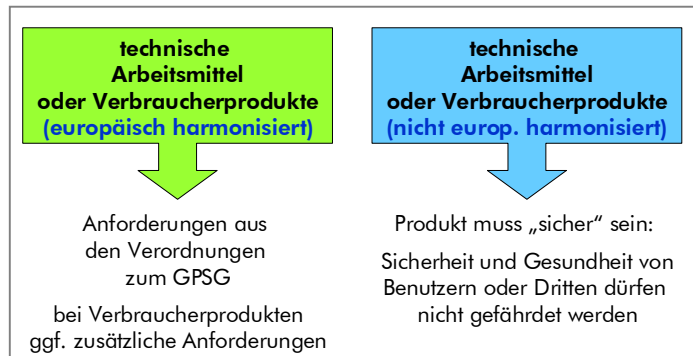 technische
Arbeitsmittel
oder Verbraucherprodukte
(europäisch harmonisiert)
Anforderungen aus
den Verordnungen
zum GPSG
bei Verbraucherprodukten
ggf. zusätzliche Anforderungen
technische
Arbeitsmittel
oder Verbraucherprodukte
(nicht europ. harmonisiert)
Produkt muss „sicher“ sein:
Sicherheit und Gesundheit von
Benutzern oder Dritten dürfen
nicht gefährdet werden